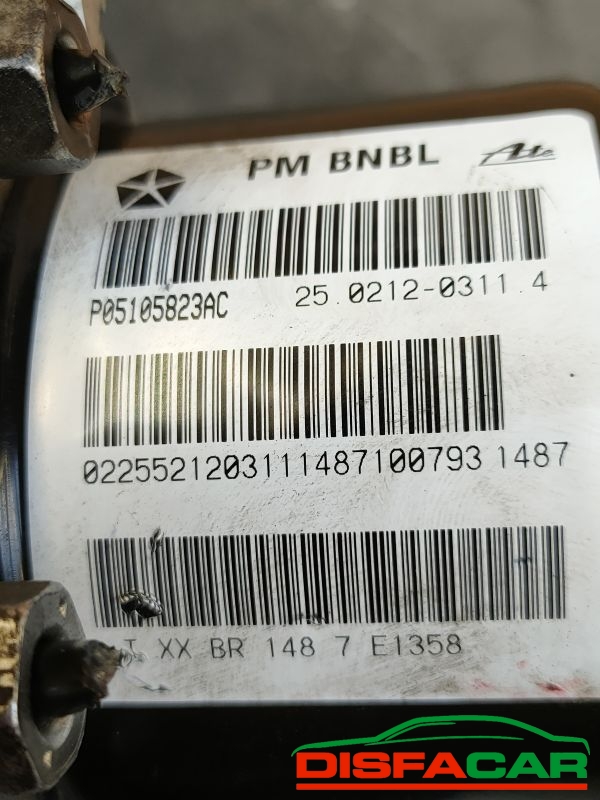 PM BNBL Ate
P05105823AC 25.0212-0311.4
02255212031114871007931487
T XX BR 148 7 E1358
DISFACAR